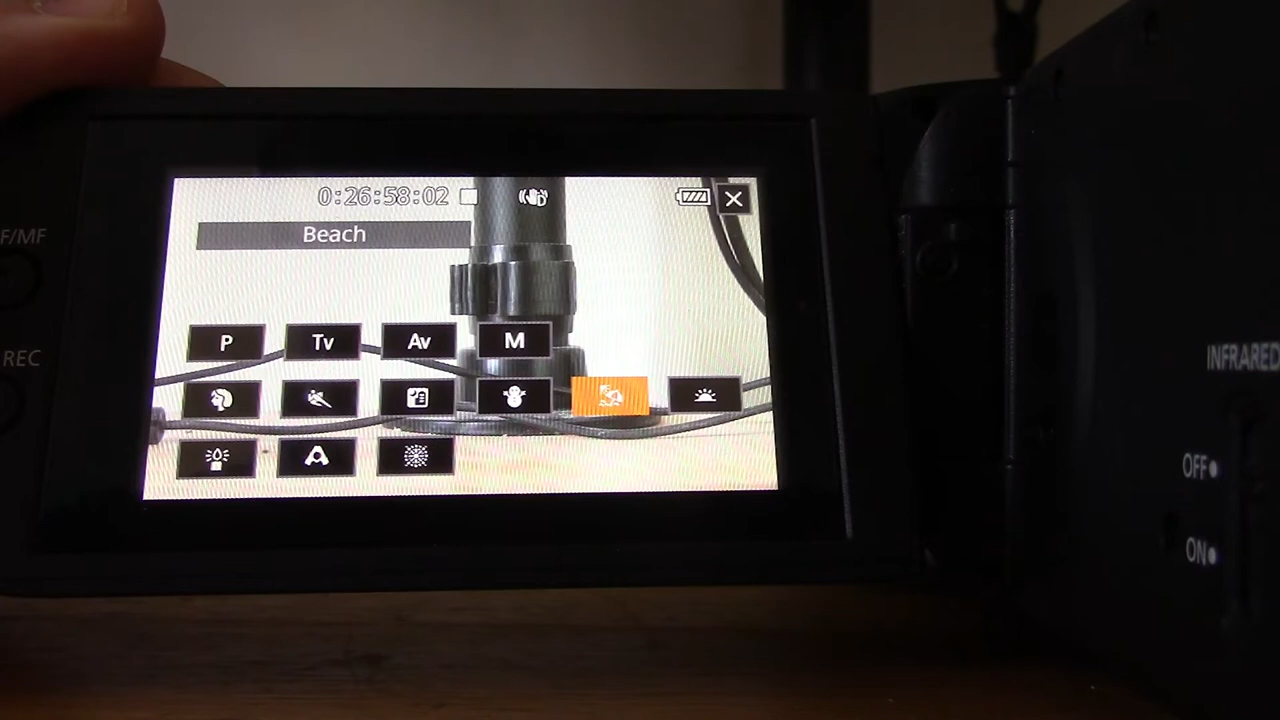 0:26:58:02
Beach
F/MF
P Tv Av M
REC
INFRARED
OFF
ON